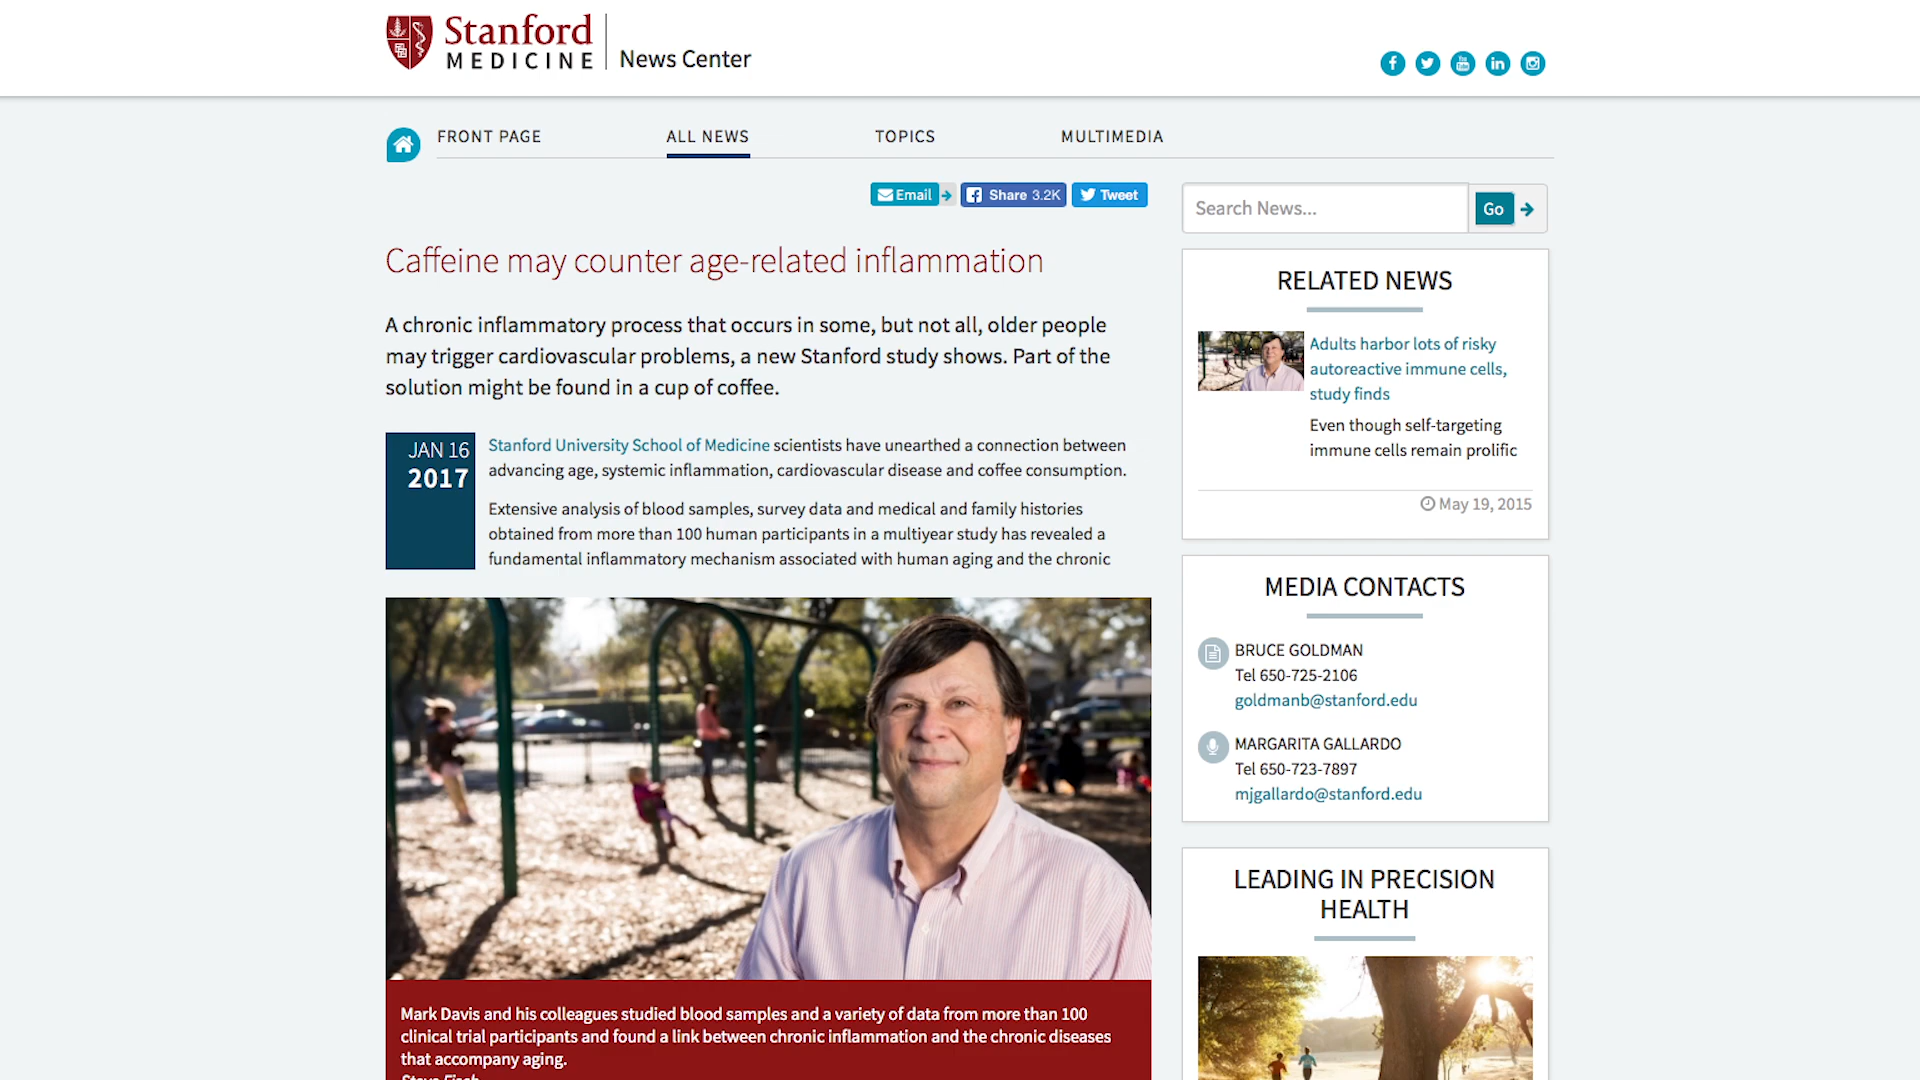 Stanford
MEDICINE
News Center
FRONT PAGE
ALL NEWS
TOPICS
MULTIMEDIA
Email
Share 3.2K
Tweet
Search News...
Go
Caffeine may counter age-related inflammation
A chronic inflammatory process that occurs in some, but not all, older people
may trigger cardiovascular problems, a new Stanford study shows. Part of the
solution might be found in a cup of coffee.
JAN 16
2017
Stanford University School of Medicine scientists have unearthed a connection between
advancing age, systemic inflammation, cardiovascular disease and coffee consumption.
Extensive analysis of blood samples, survey data and medical and family histories
obtained from more than 100 human participants in a multiyear study has revealed a
fundamental inflammatory mechanism associated with human aging and the chronic
Mark Davis and his colleagues studied blood samples and a variety of data from more than 100
clinical trial participants and found a link between chronic inflammation and the chronic diseases
that accompany aging.
Steve Fisch
RELATED NEWS
Adults harbor lots of risky
autoreactive immune cells,
study finds
Even though self-targeting
immune cells remain prolific
May 19, 2015
MEDIA CONTACTS
BRUCE GOLDMAN
Tel 650-725-2106
goldmanb@stanford.edu
MARGARITA GALLARDO
Tel 650-723-7897
mjgallardo@stanford.edu
LEADING IN PRECISION
HEALTH